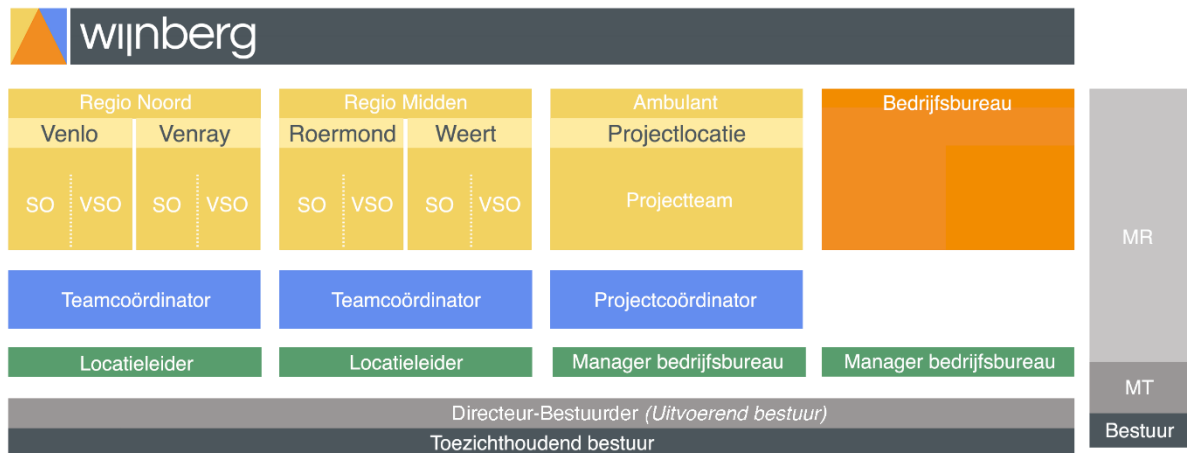 wijnberg
Regio Noord
Regio Midden
Ambulant
Bedrijfsbureau
Venlo
Venray
Roermond
Weert
Projectlocatie
SO
VSO
SO
VSO
SO
VSO
SO
VSO
Projectteam
MR
Teamcoördinator
Teamcoördinator
Projectcoördinator
Locatieleider
Locatieleider
Manager bedrijfsbureau
Manager bedrijfsbureau
MT
Directeur-Bestuurder (Uitvoerend bestuur)
Bestuur
Toezichthoudend bestuur